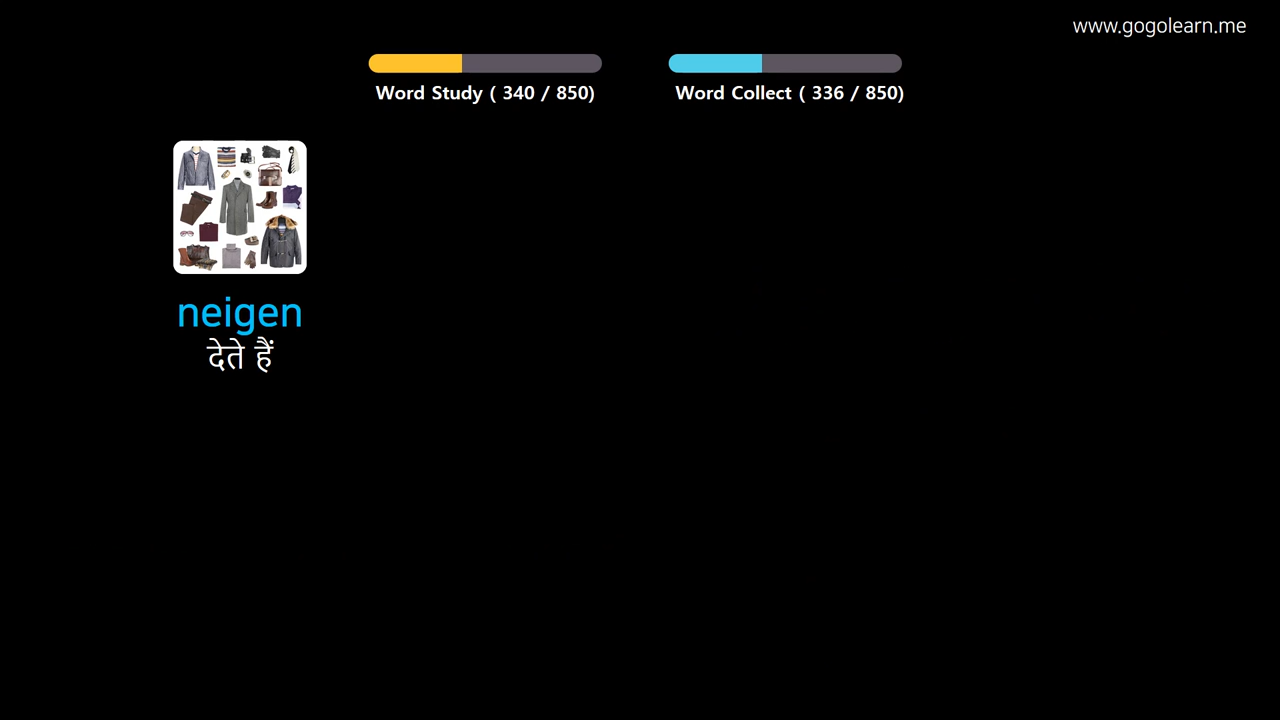 www.gogolearn.me
Word Study ( 340 / 850)
Word Collect ( 336 / 850)
neigen
देते हैं